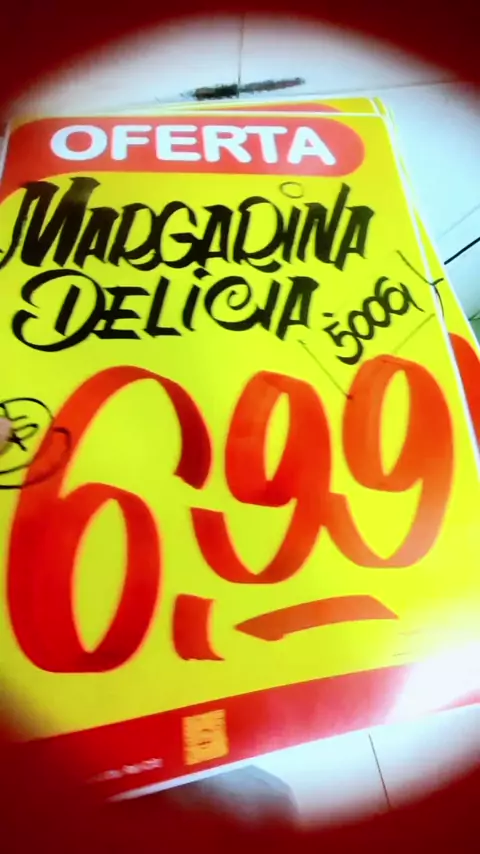 OFERTA
MARGARINA
DELICIA.
500G
6,99